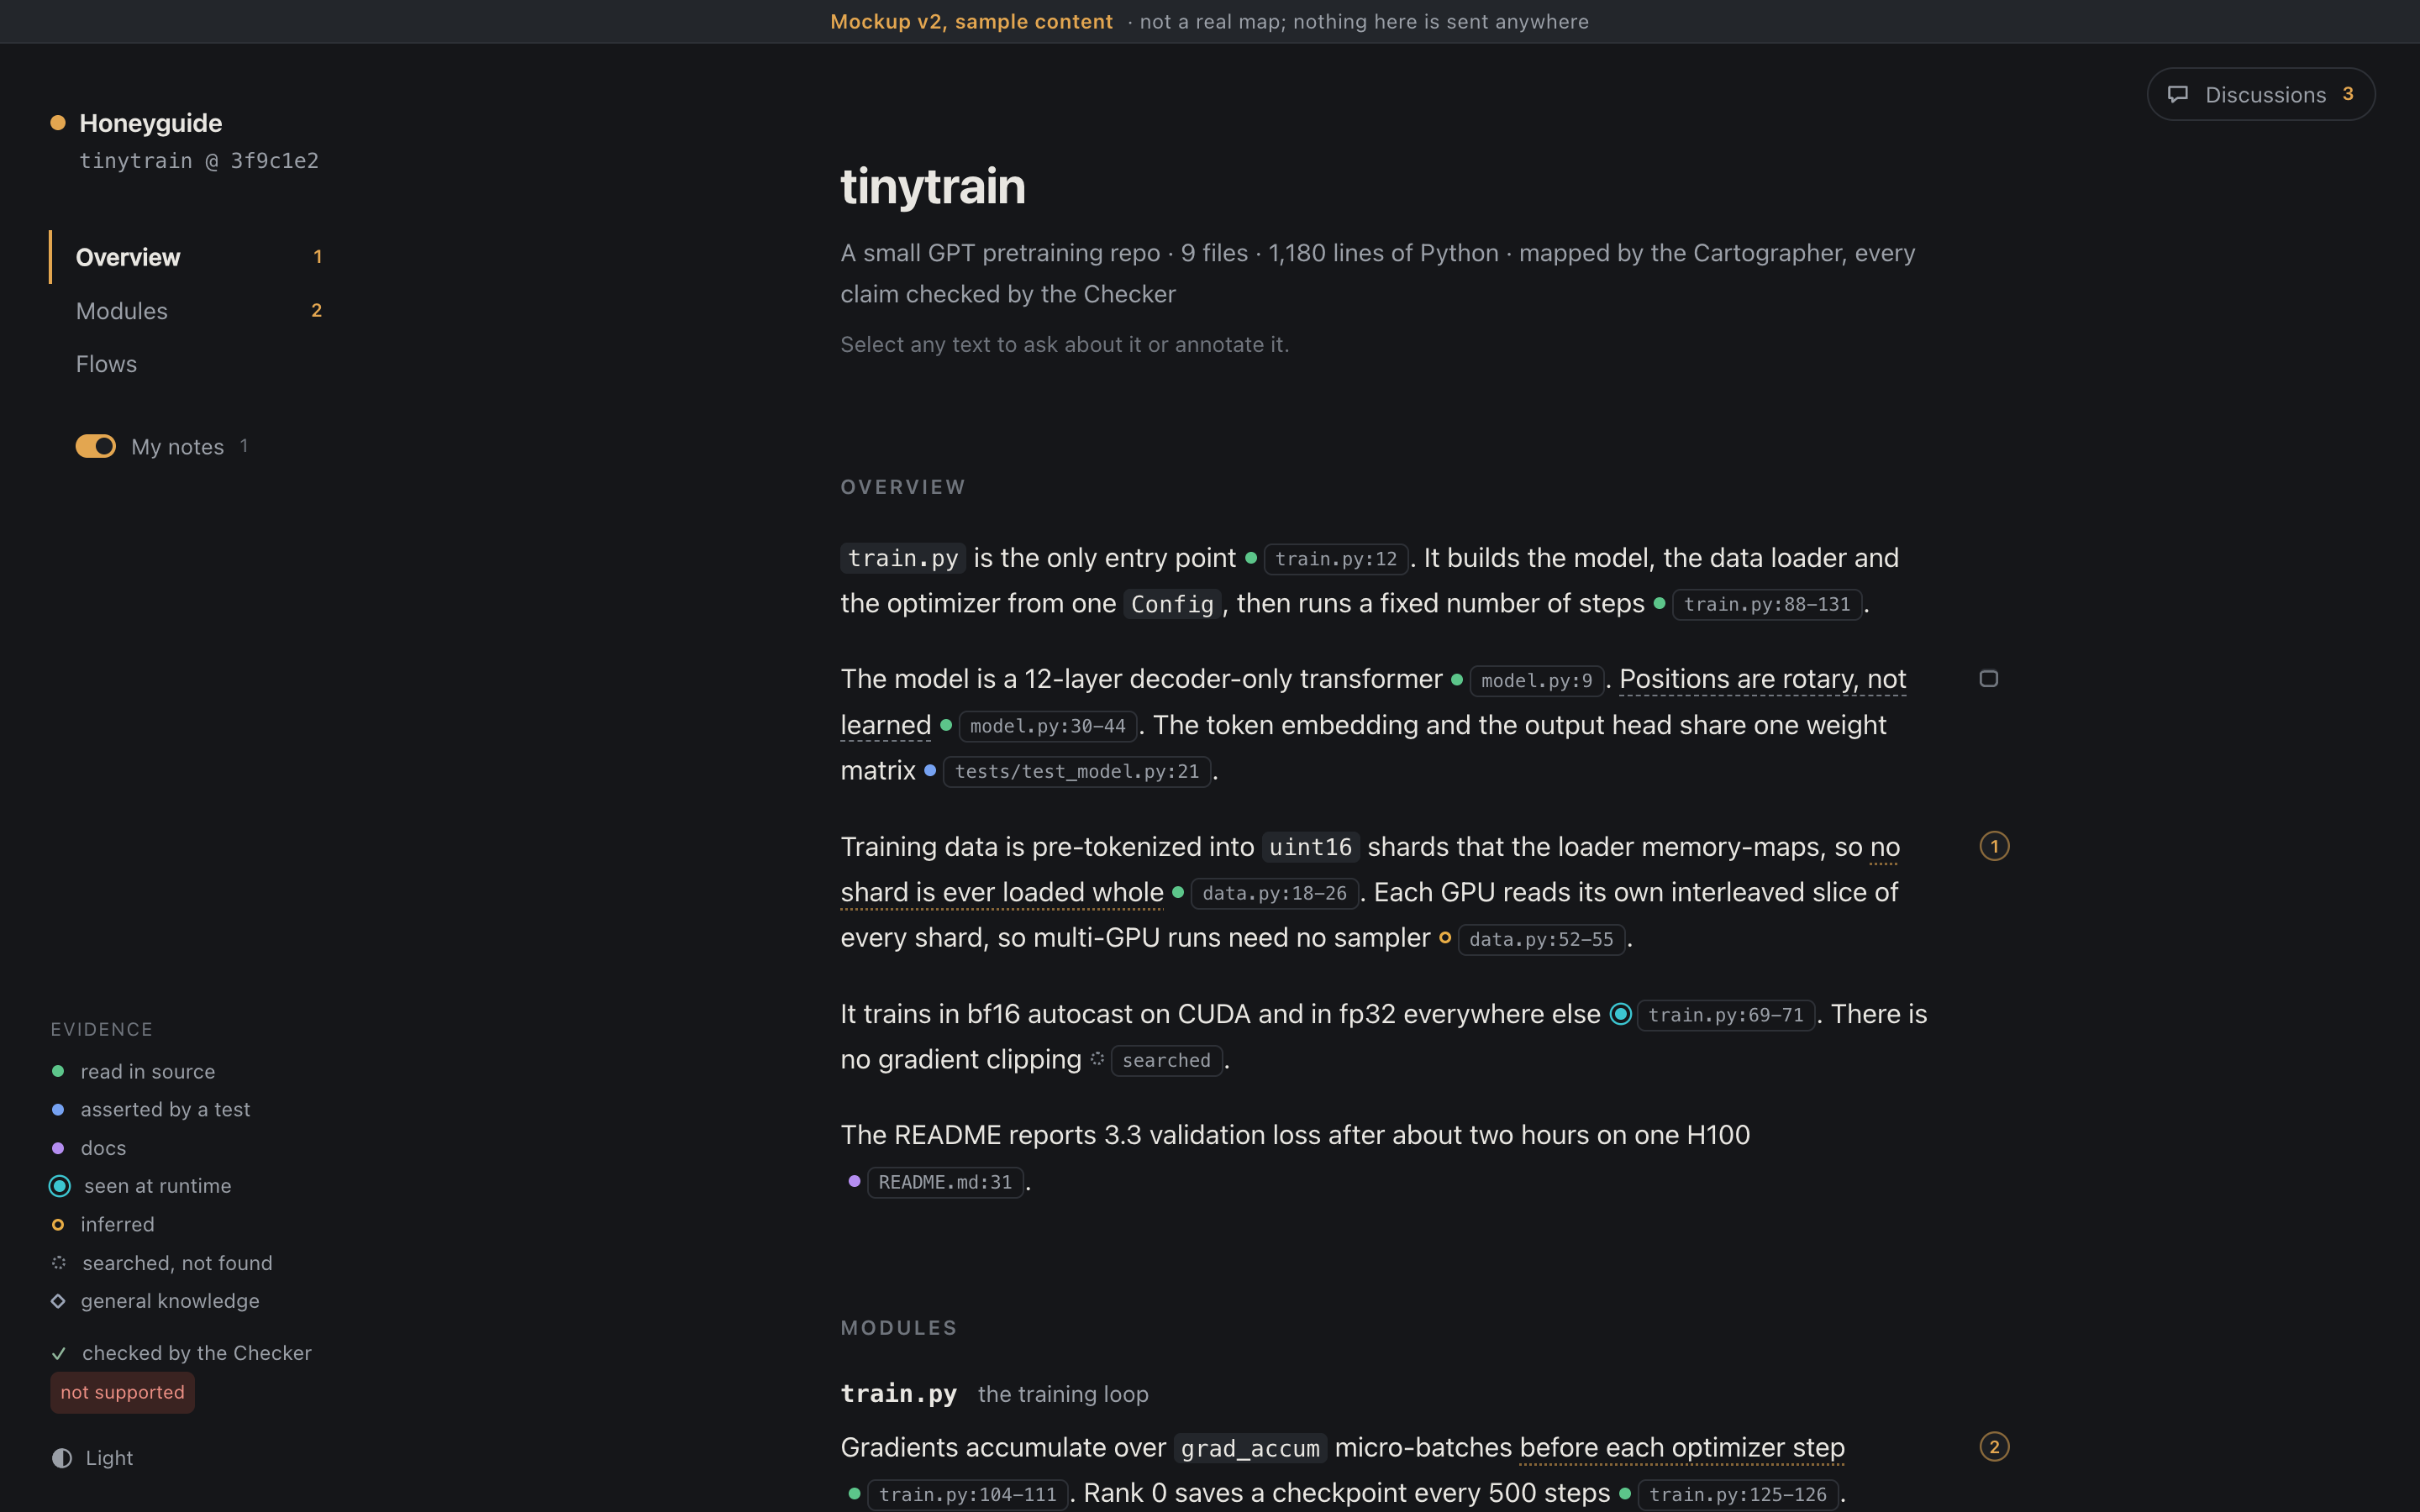 Mockup v2, sample content · not a real map; nothing here is sent anywhere
Discussions 3
Honeyguide
tinytrain @ 3f9c1e2
Overview 1
Modules 2
Flows
My notes 1
EVIDENCE
read in source
asserted by a test
docs
seen at runtime
inferred
searched, not found
general knowledge
checked by the Checker
not supported
Light
tinytrain
A small GPT pretraining repo · 9 files · 1,180 lines of Python · mapped by the Cartographer, every
claim checked by the Checker
Select any text to ask about it or annotate it.
OVERVIEW
train.py is the only entry point train.py:12. It builds the model, the data loader and
the optimizer from one Config, then runs a fixed number of steps train.py:88–131.
The model is a 12-layer decoder-only transformer model.py:9. Positions are rotary, not
learned model.py:30–44. The token embedding and the output head share one weight
matrix tests/test_model.py:21.
Training data is pre-tokenized into uint16 shards that the loader memory-maps, so no
1
shard is ever loaded whole data.py:18–26. Each GPU reads its own interleaved slice of
every shard, so multi-GPU runs need no sampler data.py:52–55.
It trains in bf16 autocast on CUDA and in fp32 everywhere else train.py:69–71. There is
no gradient clipping searched.
The README reports 3.3 validation loss after about two hours on one H100
README.md:31.
MODULES
train.py the training loop
Gradients accumulate over grad_accum micro-batches before each optimizer step
2
train.py:104–111. Rank 0 saves a checkpoint every 500 steps train.py:125–126.